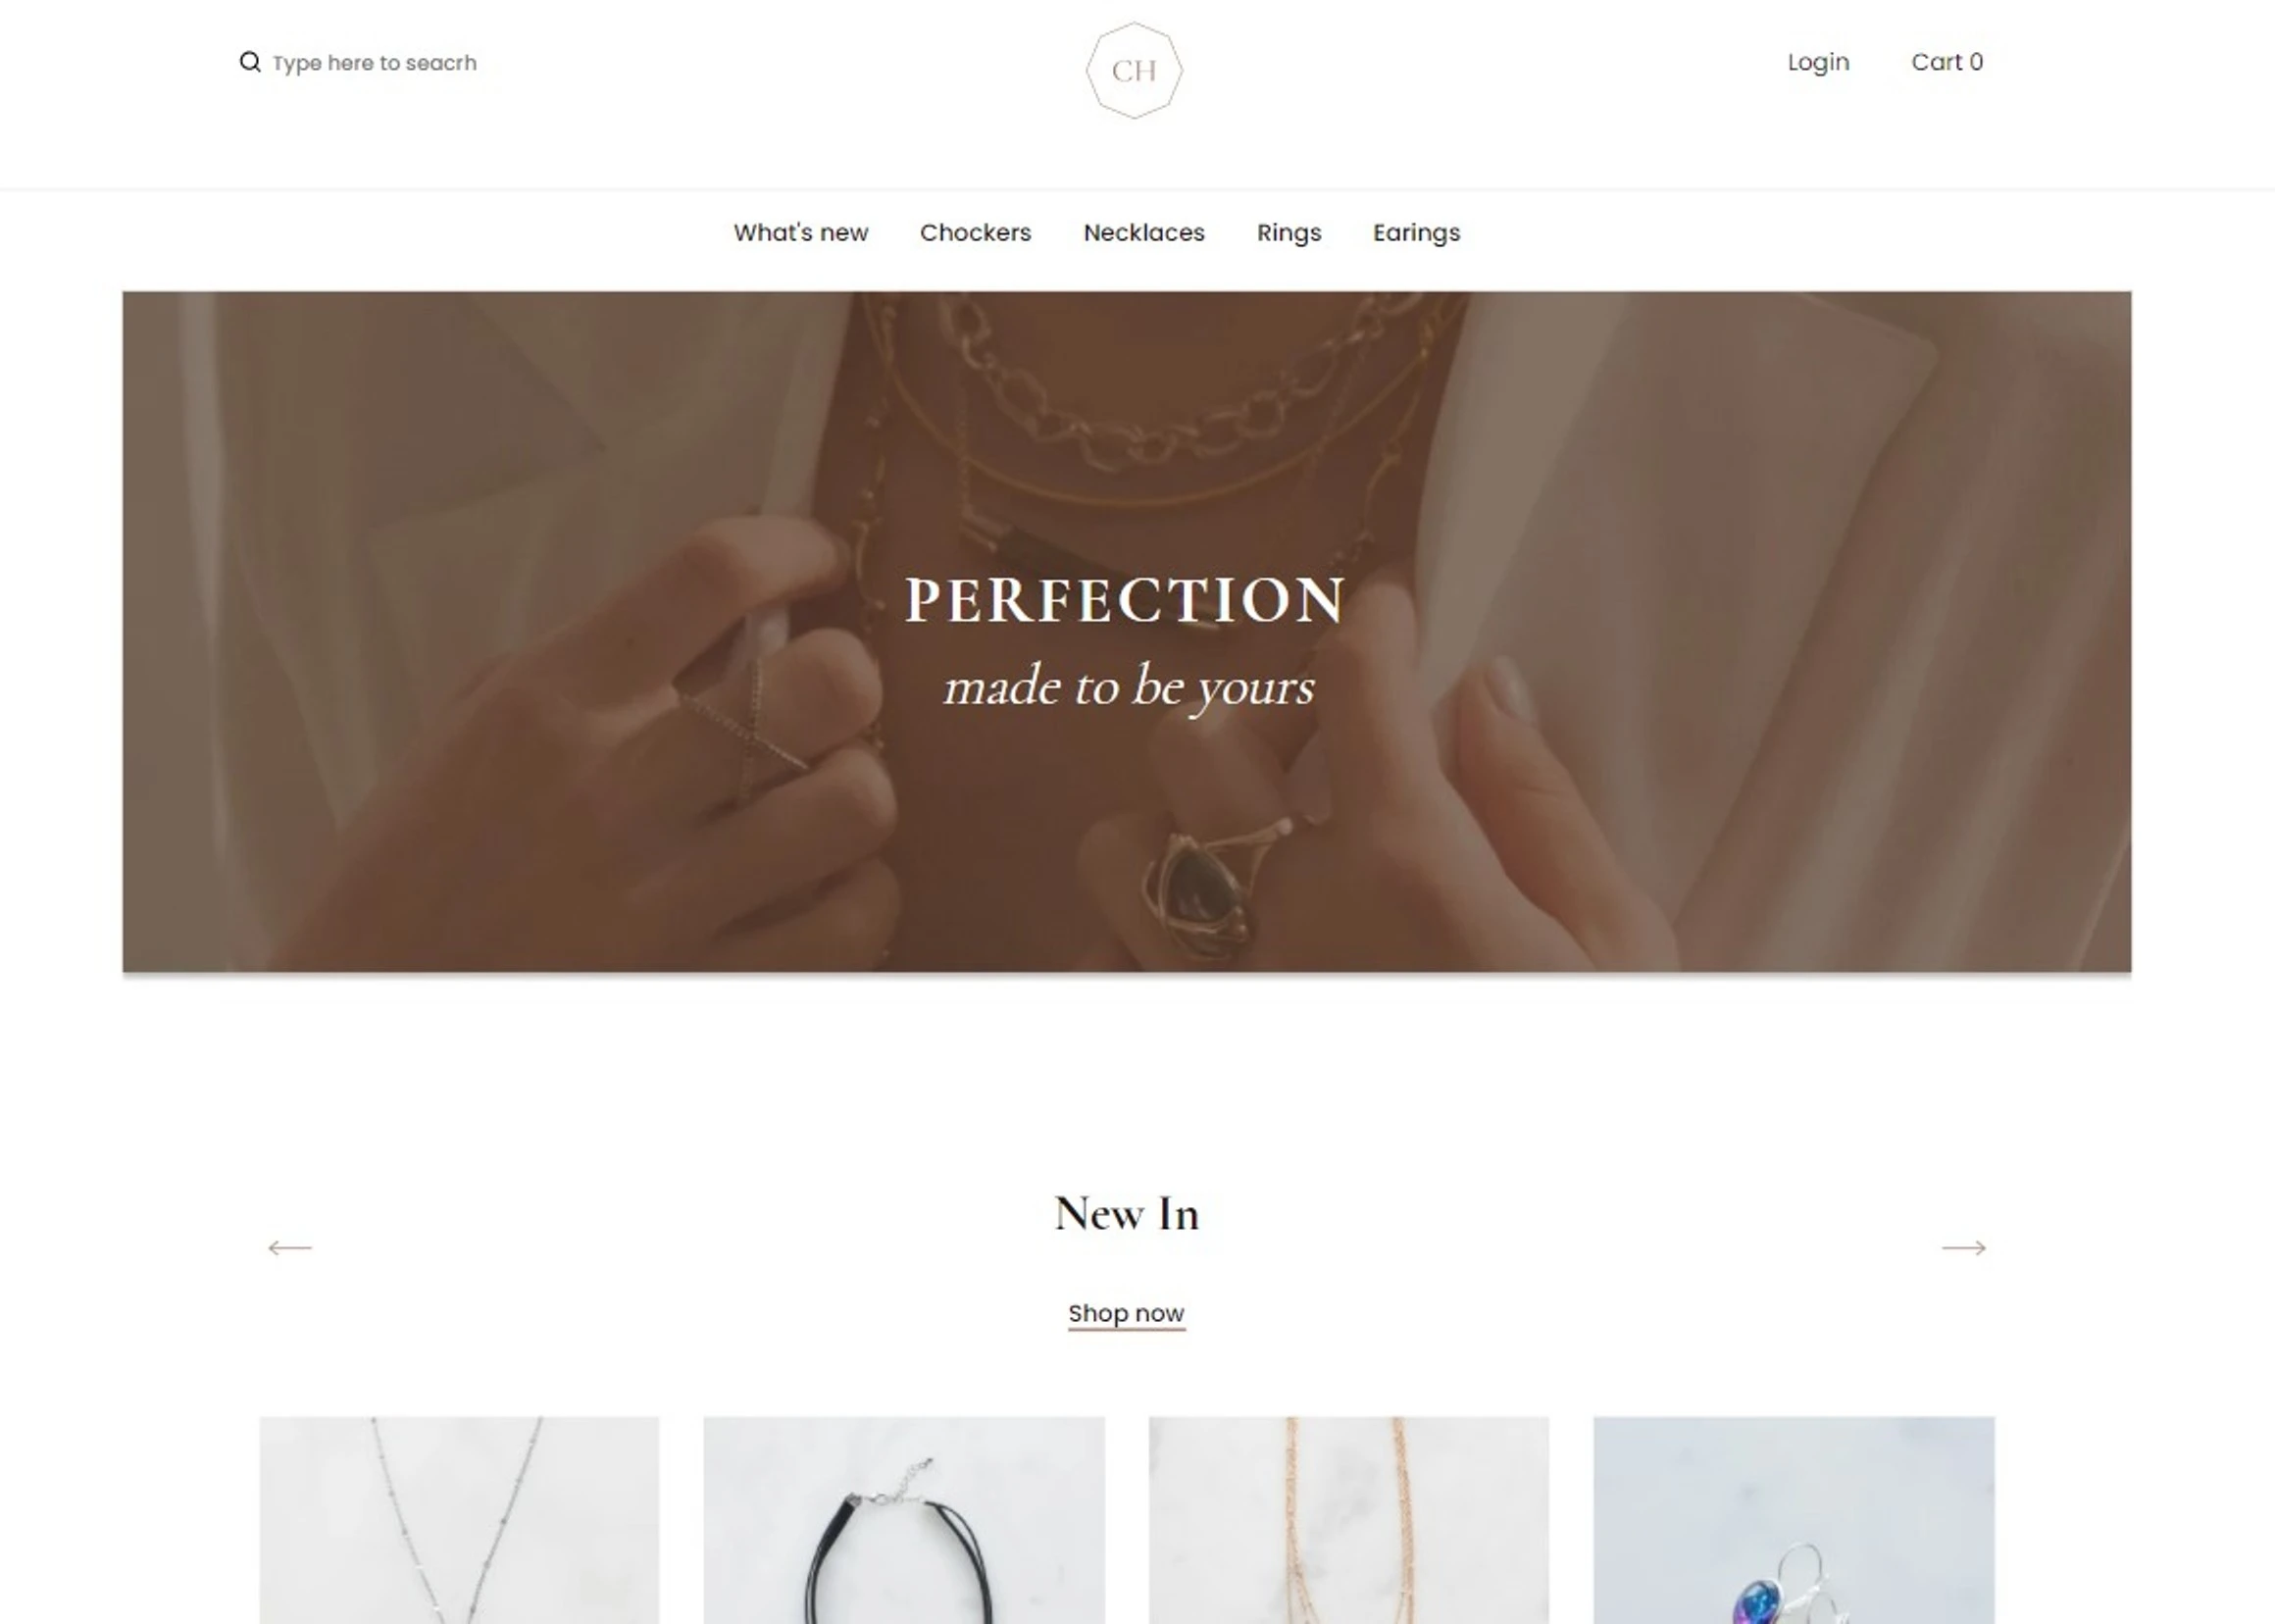 Type here to seacrh
CH
Login
Cart 0
What's new
Chockers
Necklaces
Rings
Earings
PERFECTION
made to be yours
New In
Shop now